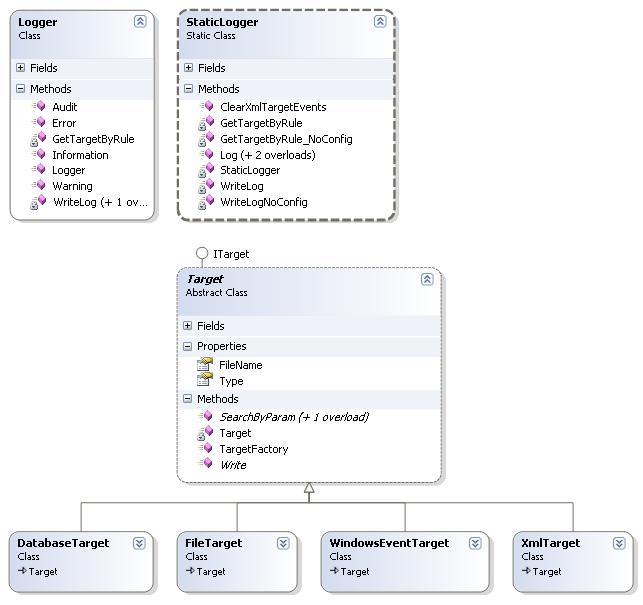 Logger
Class
Fields
Methods
Audit
Error
GetTargetByRule
Information
Logger
Warning
WriteLog (+ 1 ov...
StaticLogger
Static Class
Fields
Methods
ClearXmlTargetEvents
GetTargetByRule
GetTargetByRule_NoConfig
Log (+ 2 overloads)
StaticLogger
WriteLog
WriteLogNoConfig
ITarget
Target
Abstract Class
Fields
Properties
FileName
Type
Methods
SearchByParam (+ 1 overload)
Target
TargetFactory
Write
DatabaseTarget
Class
Target
FileTarget
Class
Target
WindowsEventTarget
Class
Target
XmlTarget
Class
Target